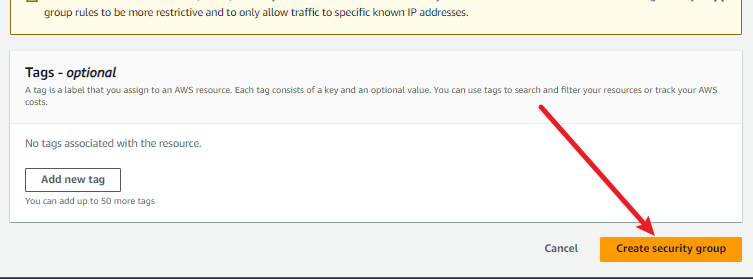 group rules to be more restrictive and to only allow traffic to specific known IP addresses.
Tags - optional
A tag is a label that you assign to an AWS resource. Each tag consists of a key and an optional value. You can use tags to search and filter your resources or track your AWS
costs.
No tags associated with the resource.
Add new tag
You can add up to 50 more tags
Cancel
Create security group